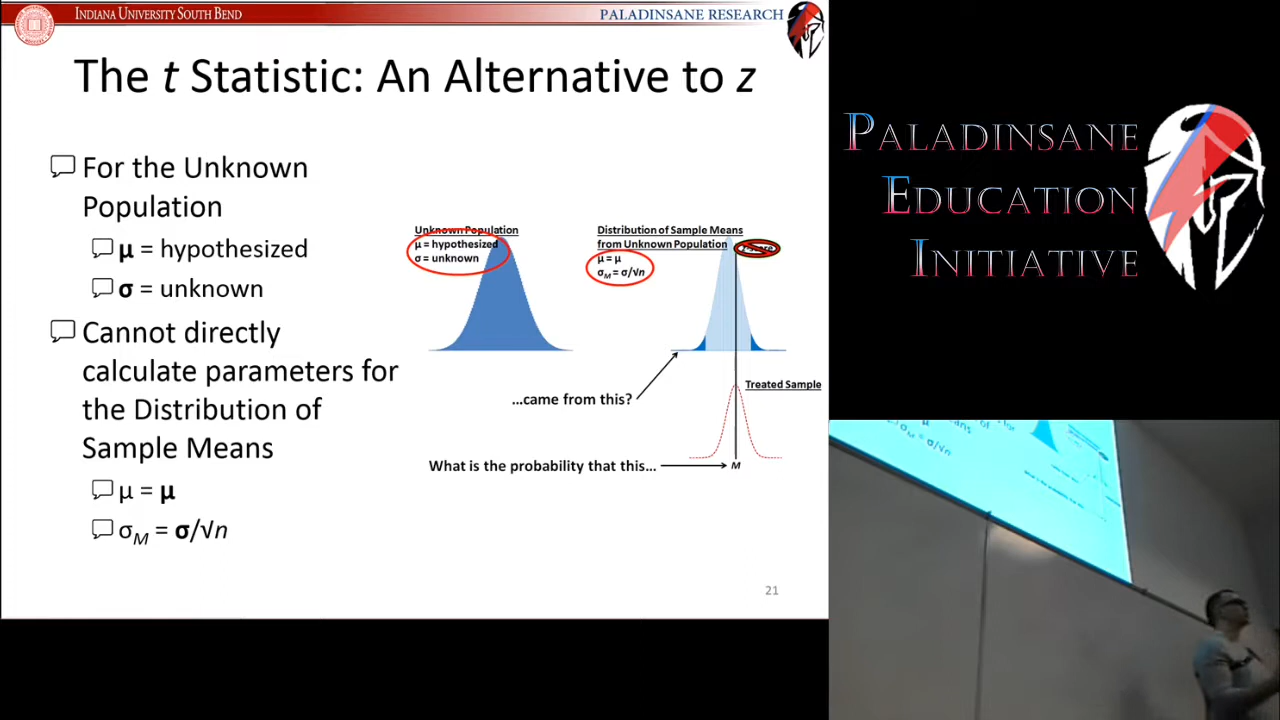 INDIANA UNIVERSITY SOUTH BEND
PALADINSANE RESEARCH
The t Statistic: An Alternative to z
For the Unknown
Population
μ = hypothesized
σ = unknown
Cannot directly
calculate parameters for
the Distribution of
Sample Means
μ = μ
σM = σ/√n
Unknown Population
μ = hypothesized
σ = unknown
Distribution of Sample Means
from Unknown Population
μ = μ
σM = σ/√n
Treated Sample
…came from this?
What is the probability that this…
M
21
PALADINSANE
EDUCATION
INITIATIVE
σM = σ/√n